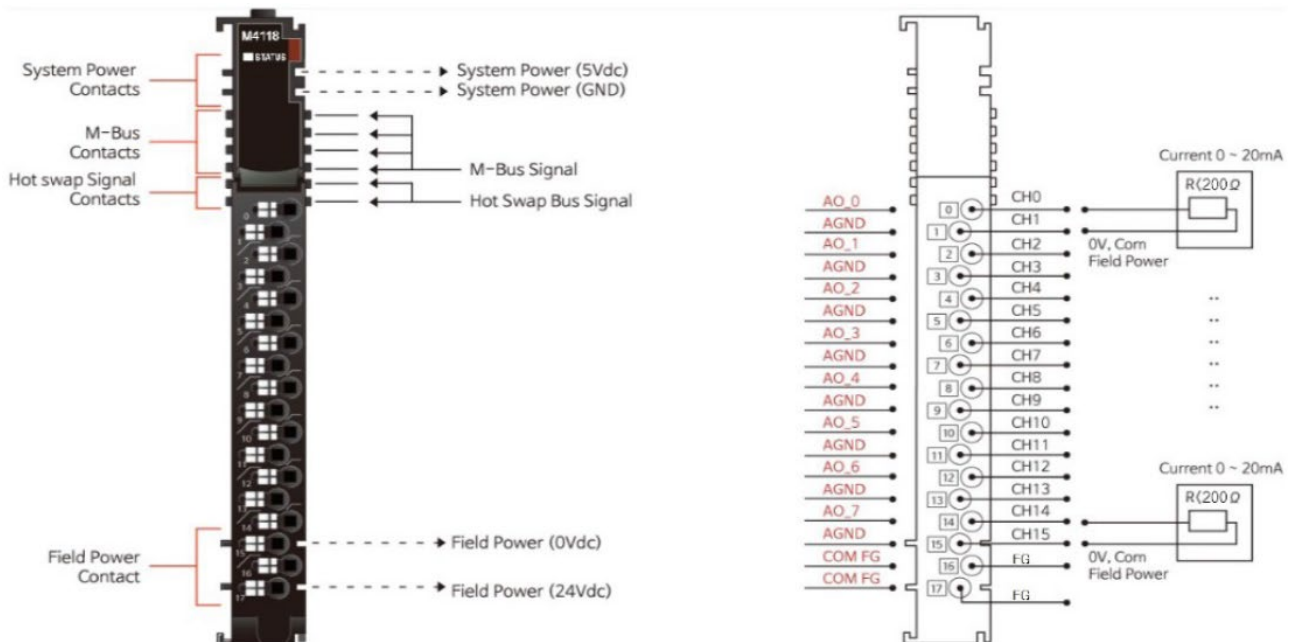 M4118
STATUS
System Power
Contacts
M-Bus
Contacts
Hot swap Signal
Contacts
System Power (5Vdc)
System Power (GND)
M-Bus Signal
Hot Swap Bus Signal
0
1
2
3
4
5
6
7
8
9
10
11
12
13
14
15
16
17
Field Power
Contact
Field Power (0Vdc)
Field Power (24Vdc)
AO_0
AGND
AO_1
AGND
AO_2
AGND
AO_3
AGND
AO_4
AGND
AO_5
AGND
AO_6
AGND
AO_7
AGND
COM FG
COM FG
0
1
2
3
4
5
6
7
8
9
10
11
12
13
14
15
16
17
CH0
CH1
CH2
CH3
CH4
CH5
CH6
CH7
CH8
CH9
CH10
CH11
CH12
CH13
CH14
CH15
FG
FG
Current 0 ~ 20mA
R(200Ω
0V, Com
Field Power
Current 0 ~ 20mA
R(200Ω
0V, Com
Field Power